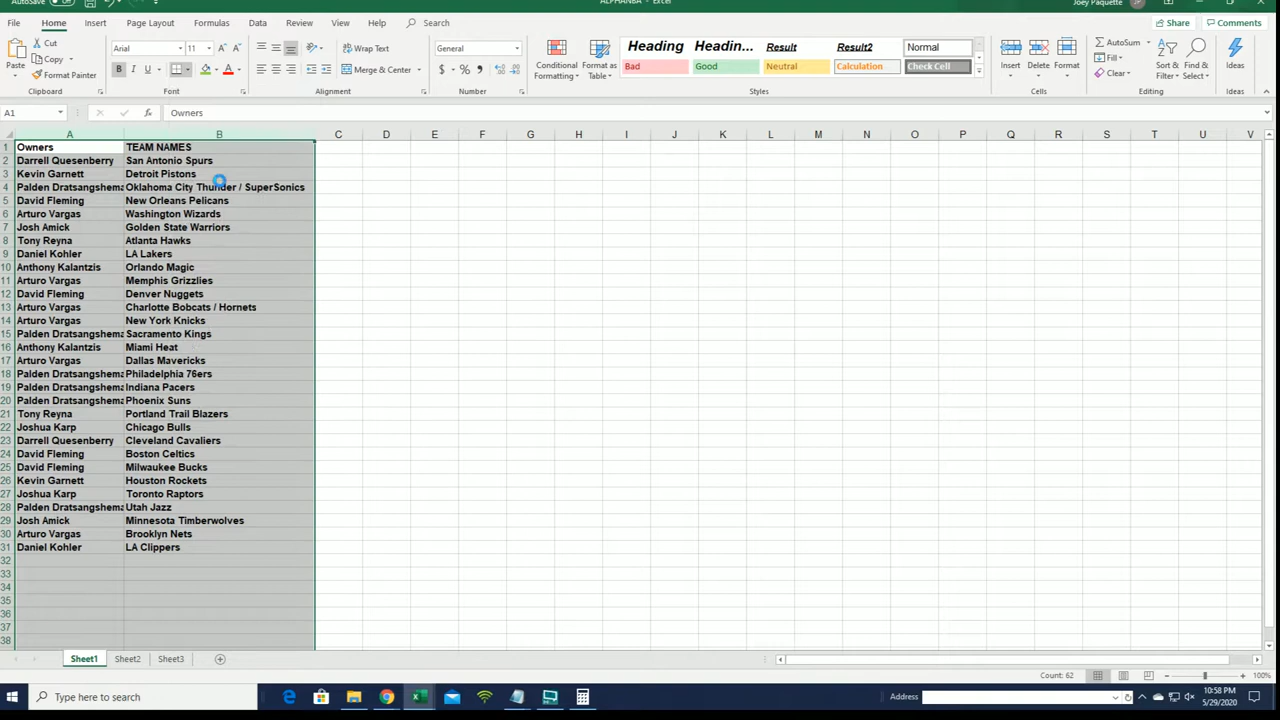 AutoSave
ALPHANBA - Excel
Joey Paquette
JP
File Home Insert Page Layout Formulas Data Review View Help Search
Share Comments
Paste
Cut
Copy
Format Painter
Clipboard
Arial 11
B I U
Font
Wrap Text
Merge & Center
Alignment
General
$ % ,
Number
Conditional Formatting
Format as Table
Heading Headin... Result Result2 Normal
Bad Good Neutral Calculation Check Cell
Styles
Insert Delete Format
Cells
AutoSum
Fill
Clear
Sort & Filter
Find & Select
Editing
Ideas
Ideas
A1 fx Owners
A B C D E F G H I J K L M N O P Q R S T U V
1 Owners TEAM NAMES
2 Darrell Quesenberry San Antonio Spurs
3 Kevin Garnett Detroit Pistons
4 Palden Dratsangshema Oklahoma City Thunder / SuperSonics
5 David Fleming New Orleans Pelicans
6 Arturo Vargas Washington Wizards
7 Josh Amick Golden State Warriors
8 Tony Reyna Atlanta Hawks
9 Daniel Kohler LA Lakers
10 Anthony Kalantzis Orlando Magic
11 Arturo Vargas Memphis Grizzlies
12 David Fleming Denver Nuggets
13 Arturo Vargas Charlotte Bobcats / Hornets
14 Arturo Vargas New York Knicks
15 Palden Dratsangshema Sacramento Kings
16 Anthony Kalantzis Miami Heat
17 Arturo Vargas Dallas Mavericks
18 Palden Dratsangshema Philadelphia 76ers
19 Palden Dratsangshema Indiana Pacers
20 Palden Dratsangshema Phoenix Suns
21 Tony Reyna Portland Trail Blazers
22 Joshua Karp Chicago Bulls
23 Darrell Quesenberry Cleveland Cavaliers
24 David Fleming Boston Celtics
25 David Fleming Milwaukee Bucks
26 Kevin Garnett Houston Rockets
27 Joshua Karp Toronto Raptors
28 Palden Dratsangshema Utah Jazz
29 Josh Amick Minnesota Timberwolves
30 Arturo Vargas Brooklyn Nets
31 Daniel Kohler LA Clippers
32
33
34
35
36
37
38
Sheet1 Sheet2 Sheet3
Count: 62 100%
Type here to search
Address
10:58 PM
5/29/2020